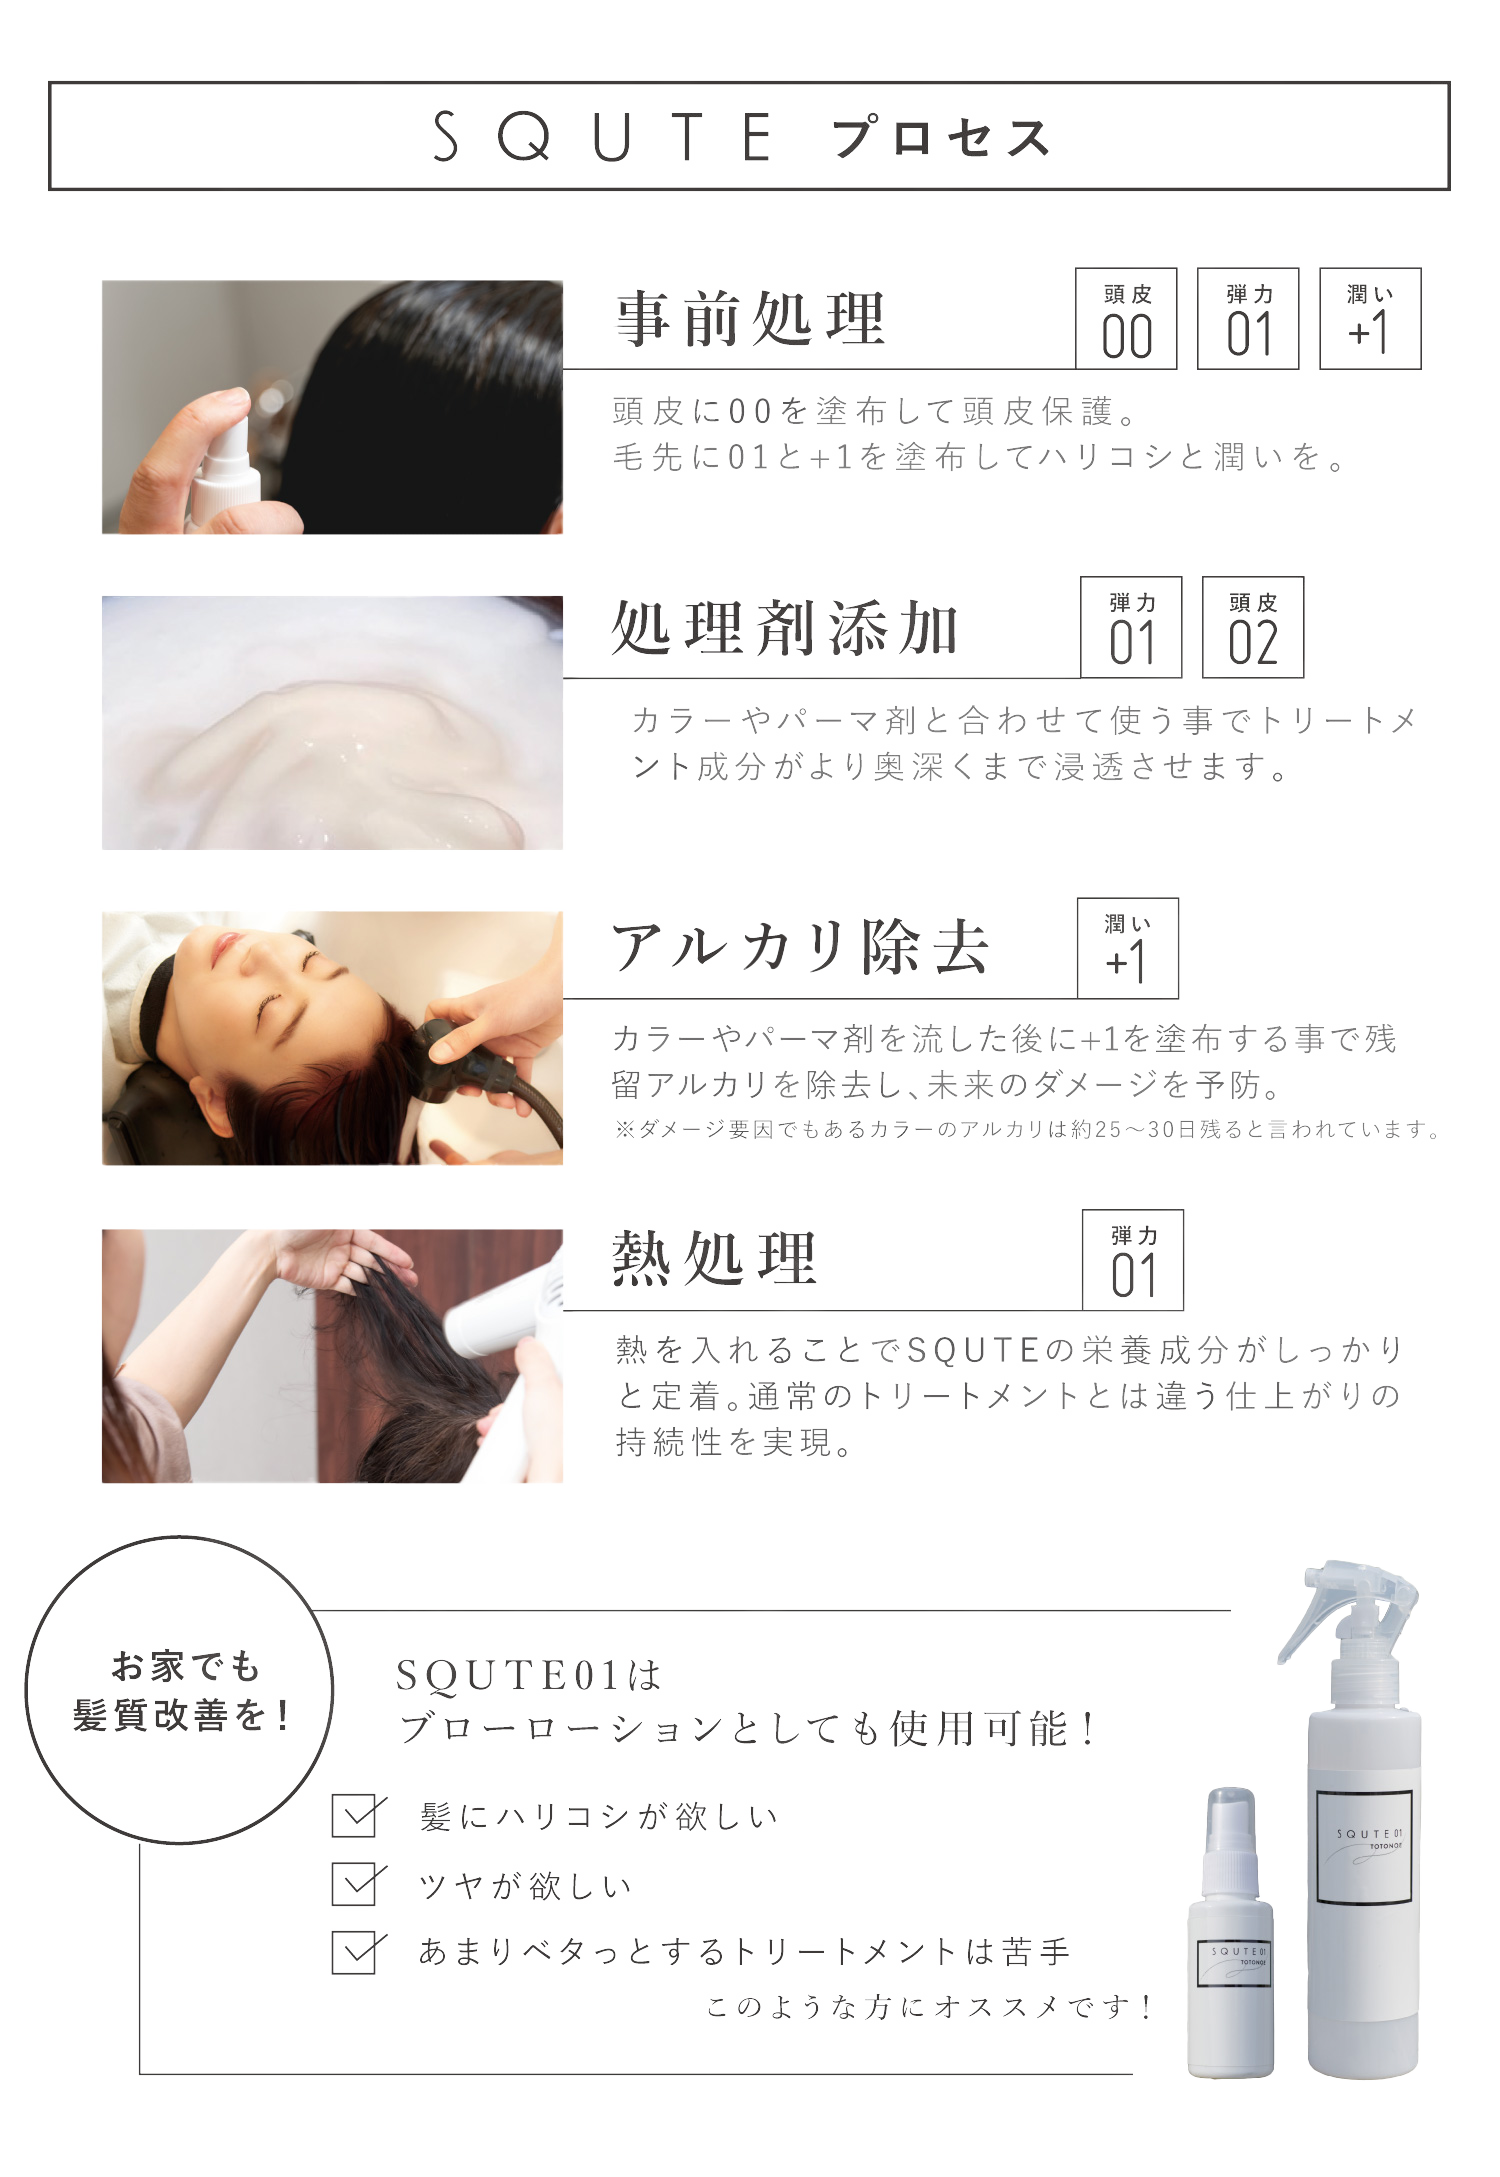 SQUTE プロセス
事前処理
頭皮
00
弾力
01
潤い
+1
頭皮に00を塗布して頭皮保護。
毛先に01と+1を塗布してハリコシと潤いを。
処理剤添加
弾力
01
頭皮
02
カラーやパーマ剤と合わせて使う事でトリートメ
ント成分がより奥深くまで浸透させます。
アルカリ除去
潤い
+1
カラーやパーマ剤を流した後に+1を塗布する事で残
留アルカリを除去し、未来のダメージを予防。
※ダメージ要因でもあるカラーのアルカリは約25〜30日残ると言われています。
熱処理
弾力
01
熱を入れることでSQUTEの栄養成分がしっかり
と定着。通常のトリートメントとは違う仕上がりの
持続性を実現。
お家でも
髪質改善を！
SQUTE01は
ブローローションとしても使用可能！
髪にハリコシが欲しい
ツヤが欲しい
あまりベタっとするトリートメントは苦手
このような方にオススメです！
SQUTE01
TOTONOE
SQUTE01
TOTONOE